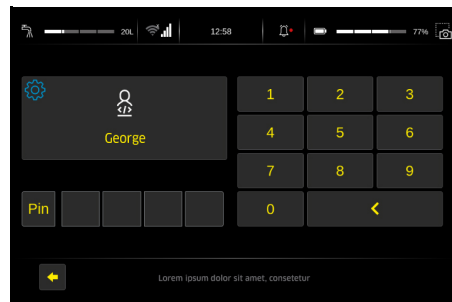 20L 12:58 77%
</>
George
1 2 3
4 5 6
7 8 9
Pin 0
Lorem ipsum dolor sit amet, consetetur